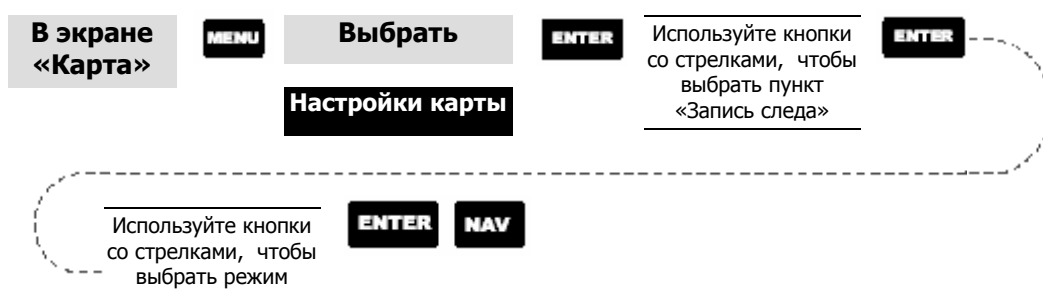 В экране
«Карта»
MENU
Выбрать
Настройки карты
ENTER
Используйте кнопки
со стрелками, чтобы
выбрать пункт
«Запись следа»
ENTER
Используйте кнопки
со стрелками, чтобы
выбрать режим
ENTER
NAV